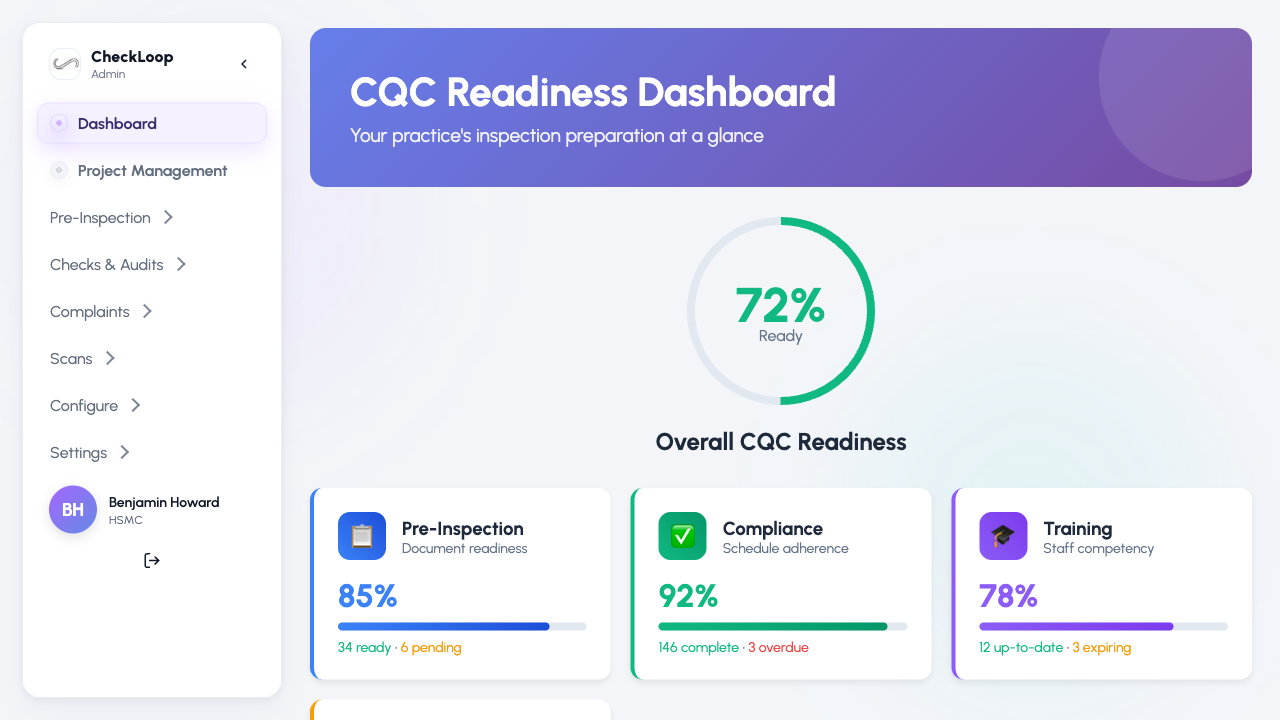 CheckLoop
Admin
Dashboard
Project Management
Pre-Inspection
Checks & Audits
Complaints
Scans
Configure
Settings
BH
Benjamin Howard
HSMC
CQC Readiness Dashboard
Your practice's inspection preparation at a glance
72%
Ready
Overall CQC Readiness
Pre-Inspection
Document readiness
85%
34 ready · 6 pending
Compliance
Schedule adherence
92%
146 complete · 3 overdue
Training
Staff competency
78%
12 up-to-date · 3 expiring